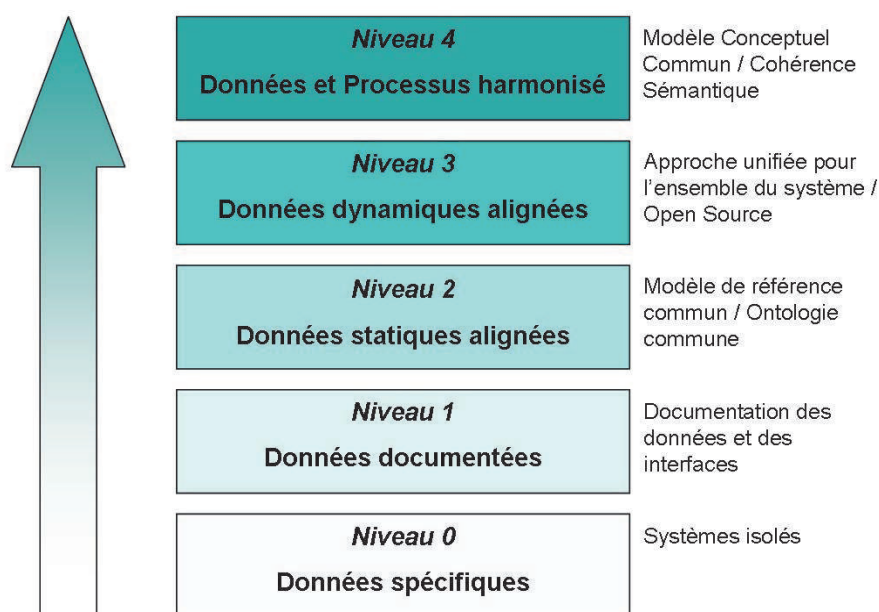 Niveau 4
Données et Processus harmonisé
Modèle Conceptuel
Commun / Cohérence
Sémantique
Niveau 3
Données dynamiques alignées
Approche unifiée pour
l'ensemble du système /
Open Source
Niveau 2
Données statiques alignées
Modèle de référence
commun / Ontologie
commune
Niveau 1
Données documentées
Documentation des
données et des
interfaces
Niveau 0
Données spécifiques
Systèmes isolés